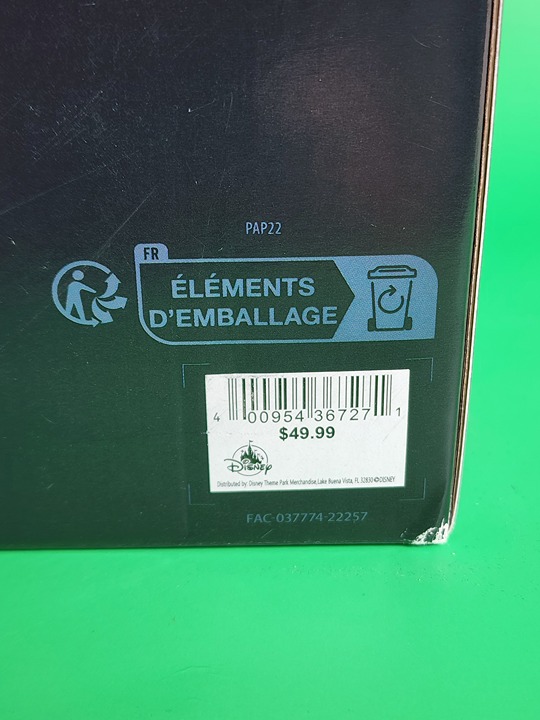 PAP22
FR
ÉLÉMENTS
D'EMBALLAGE
4 00954 36727 1
$49.99
Disney
Distributed by: Disney Theme Park Merchandise, Lake Buena Vista, FL 32830 ©DISNEY
FAC-037774-22257